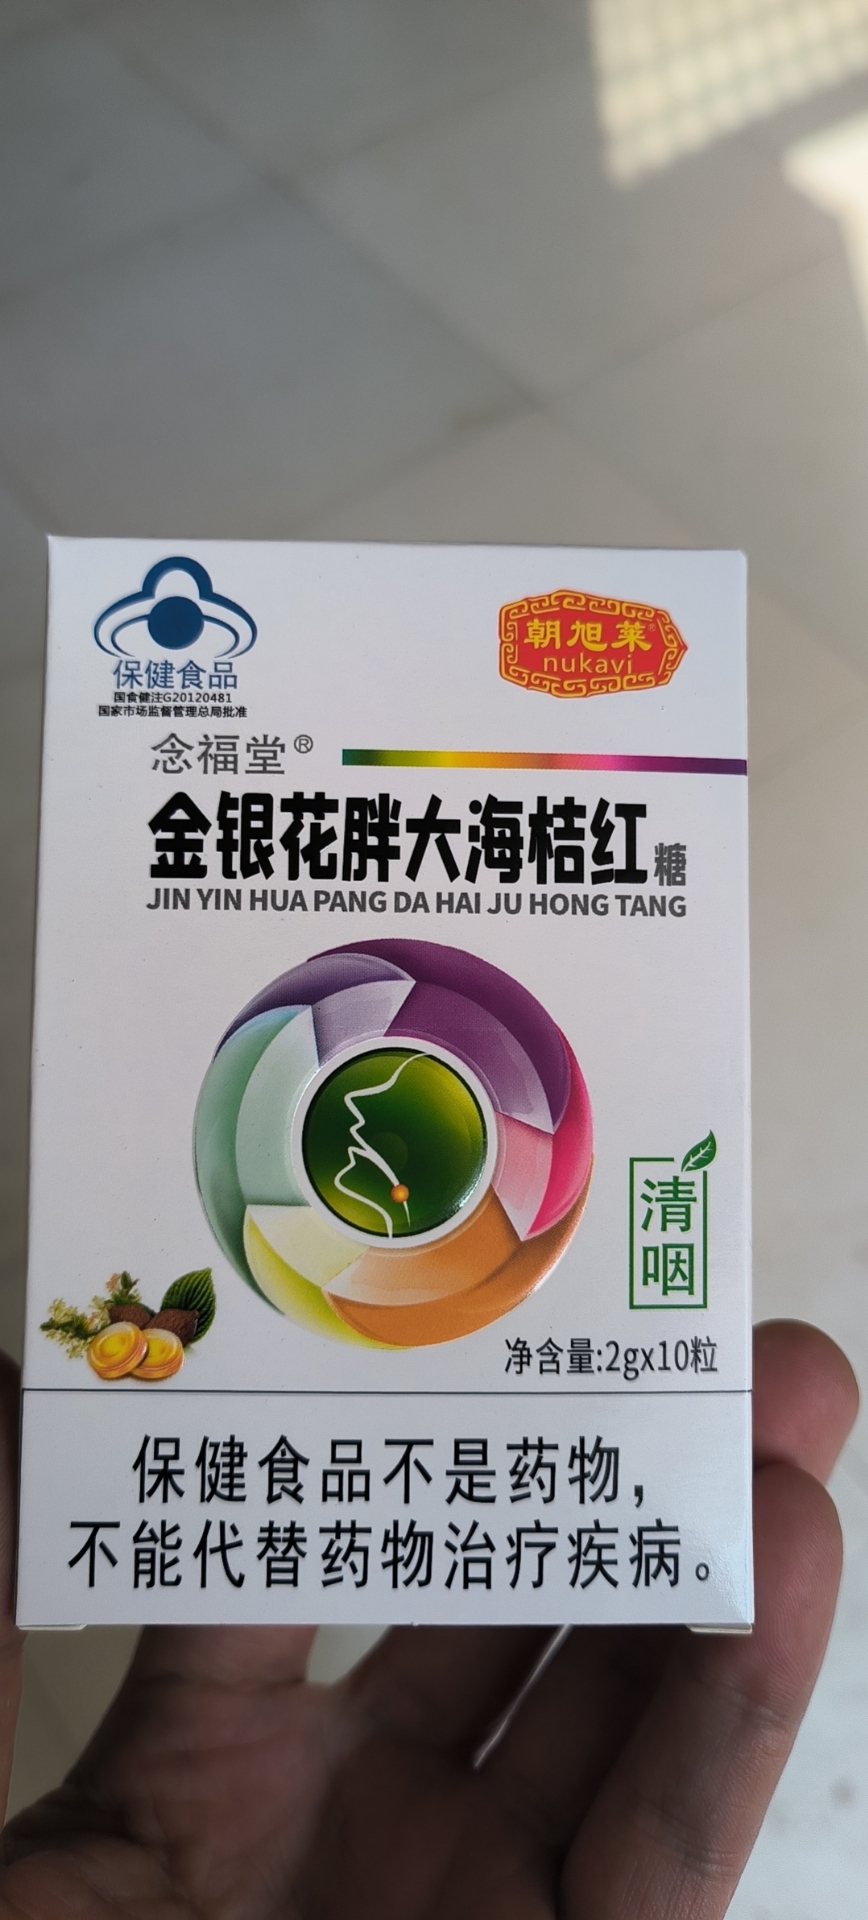 保健食品
国食健注G20120481
国家市场监督管理总局批准
朝旭莱®
nukavi
念福堂®
金银花胖大海桔红糖
JIN YIN HUA PANG DA HAI JU HONG TANG
清
咽
净含量:2gx10粒
保健食品不是药物，
不能代替药物治疗疾病。